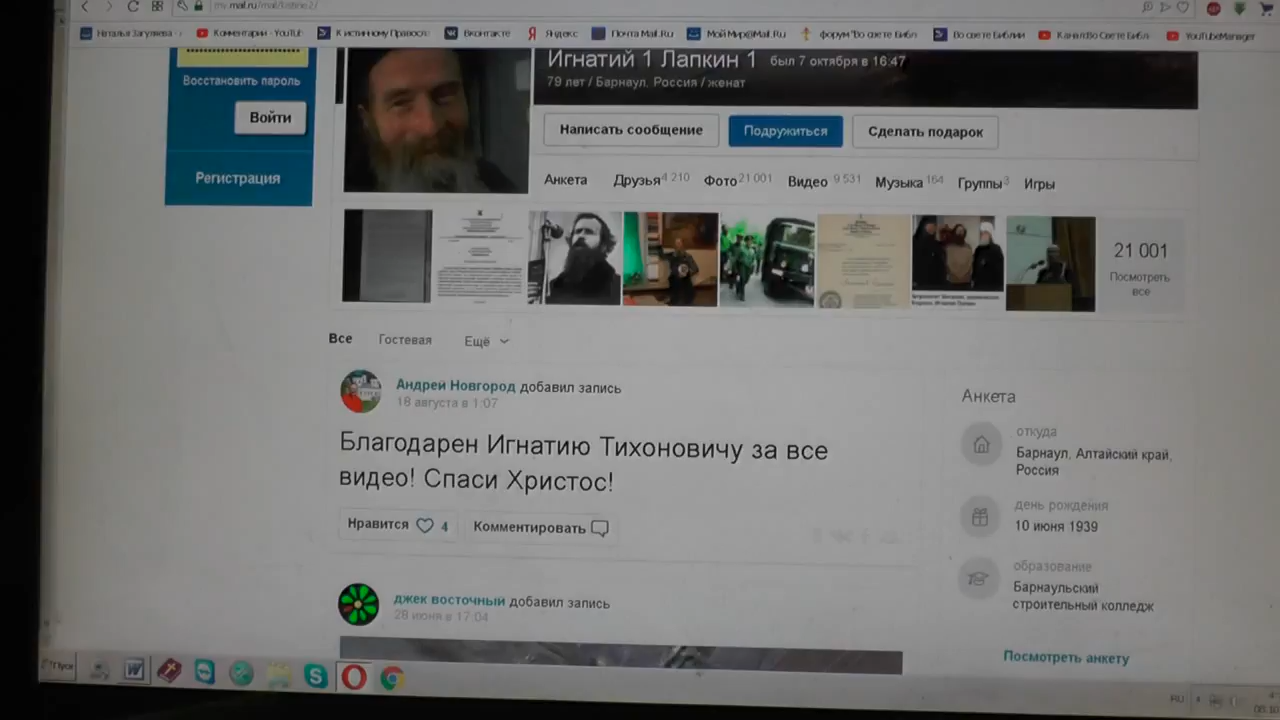 my.mail.ru/mail/
Наталья Загуляева
Комментарии - YouTube
К истинному Правосл
Вконтакте
Яндекс
Почта Mail.Ru
Мой Мир@Mail.Ru
форум "Во свете Библ
Во свете Библии
Канал:Во Свете Библ
YouTubeManager
Восстановить пароль
Войти
Регистрация
Игнатий 1 Лапкин 1 был 7 октября в 16:47
79 лет / Барнаул, Россия / женат
Написать сообщение
Подружиться
Сделать подарок
Анкета Друзья 4 210 Фото 21 001 Видео 9 531 Музыка 164 Группы 3 Игры
21 001
Посмотреть
все
Все Гостевая Ещё
Андрей Новгород добавил запись
18 августа в 1:07
Благодарен Игнатию Тихоновичу за все
видео! Спаси Христос!
Нравится 4 Комментировать
джек восточный добавил запись
28 июня в 17:04
Анкета
откуда
Барнаул, Алтайский край,
Россия
день рождения
10 июня 1939
образование
Барнаульский
строительный колледж
Посмотреть анкету
Пуск
RU